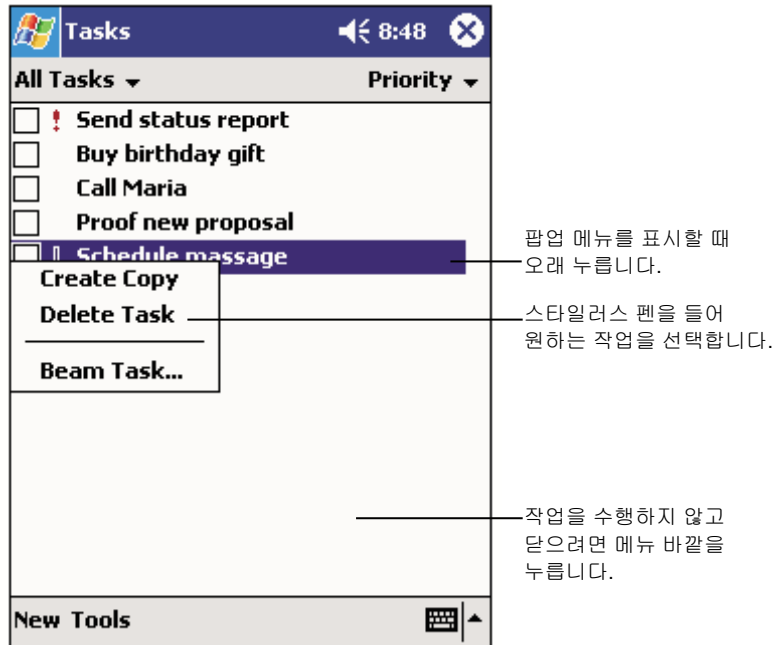 Tasks 8:48
All Tasks Priority
Send status report
Buy birthday gift
Call Maria
Proof new proposal
Schedule massage
Create Copy
Delete Task
Beam Task...
New Tools
팝업 메뉴를 표시할 때
오래 누릅니다.
스타일러스 펜을 들어
원하는 작업을 선택합니다.
작업을 수행하지 않고
닫으려면 메뉴 바깥을
누릅니다.